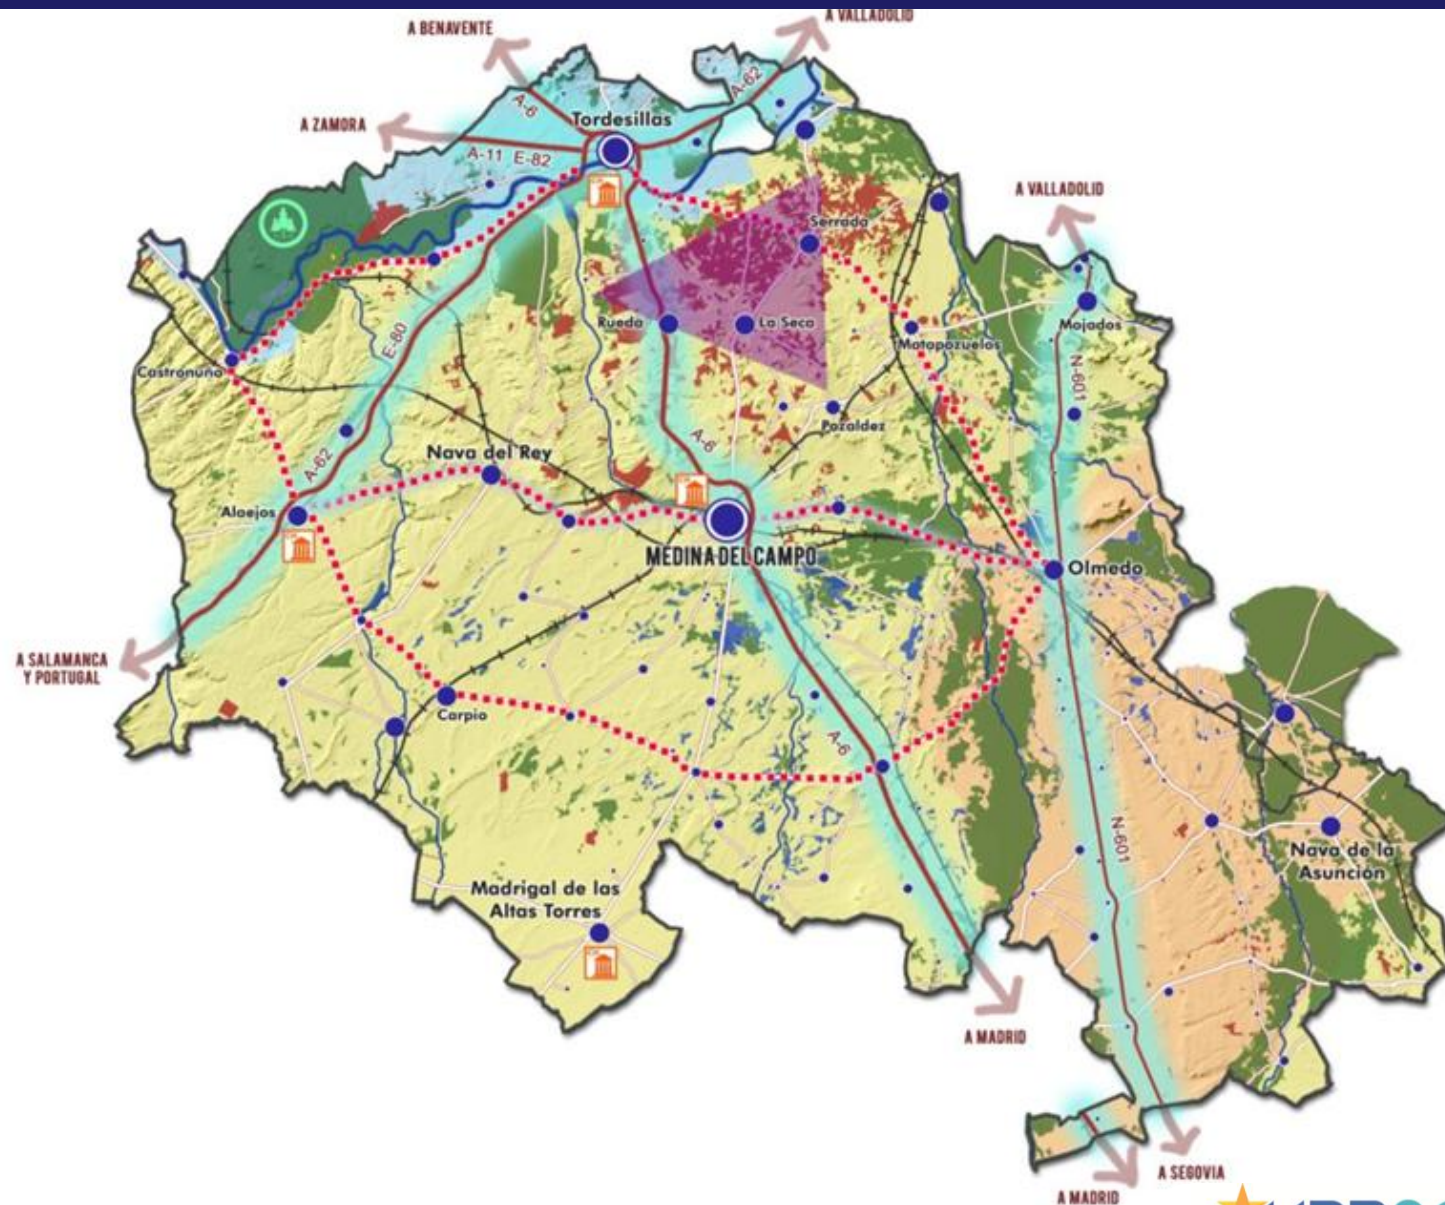 A VALLADOLID
A BENAVENTE
A-62
A-6
Tordesillas
A ZAMORA
A-11 E-82
A VALLADOLID
Serrada
Rueda
La Seca
Mojados
Matapozuelos
E-80
N-601
Castronuño
Pozaldez
A-6
Nava del Rey
A-62
Alaejos
MEDINA DEL CAMPO
Olmedo
A SALAMANCA
Y PORTUGAL
Carpio
A-6
N-601
Nava de la
Asunción
Madrigal de las
Altas Torres
A MADRID
A SEGOVIA
A MADRID